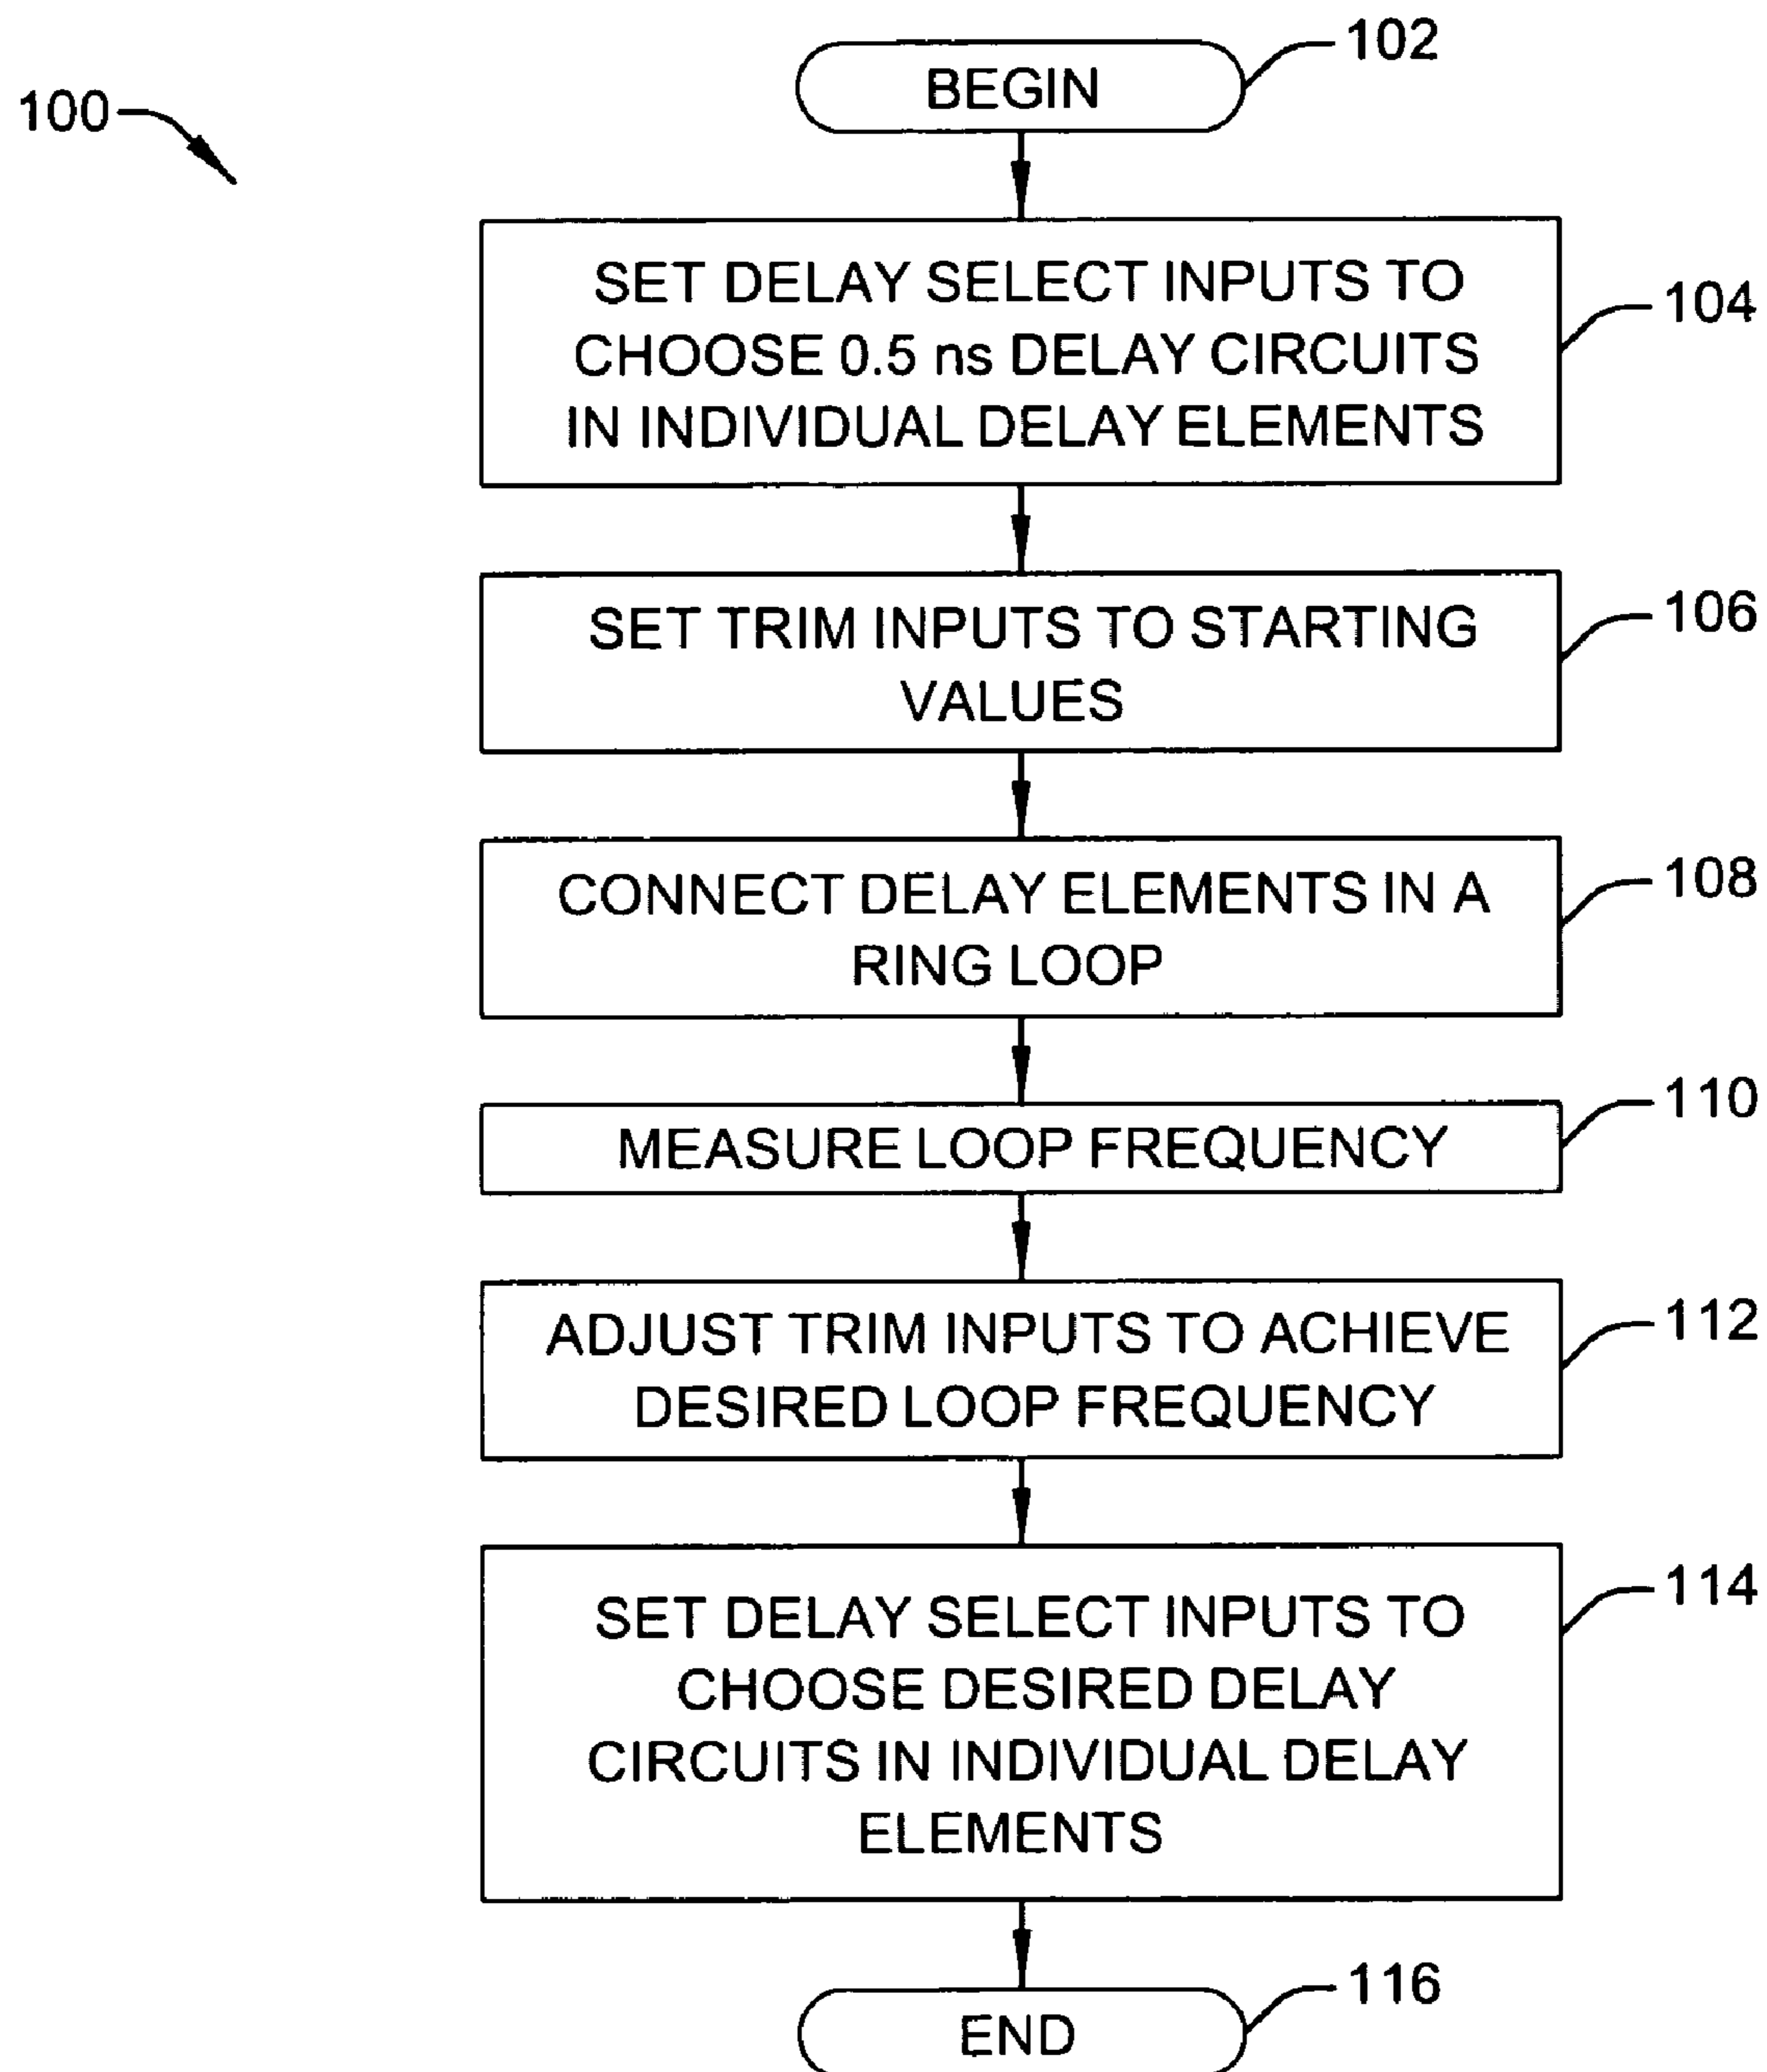 102
BEGIN
100
SET DELAY SELECT INPUTS TO
CHOOSE 0.5 ns DELAY CIRCUITS
IN INDIVIDUAL DELAY ELEMENTS
104
SET TRIM INPUTS TO STARTING
VALUES
106
CONNECT DELAY ELEMENTS IN A
RING LOOP
108
MEASURE LOOP FREQUENCY
110
ADJUST TRIM INPUTS TO ACHIEVE
DESIRED LOOP FREQUENCY
112
SET DELAY SELECT INPUTS TO
CHOOSE DESIRED DELAY
CIRCUITS IN INDIVIDUAL DELAY
ELEMENTS
114
END
116